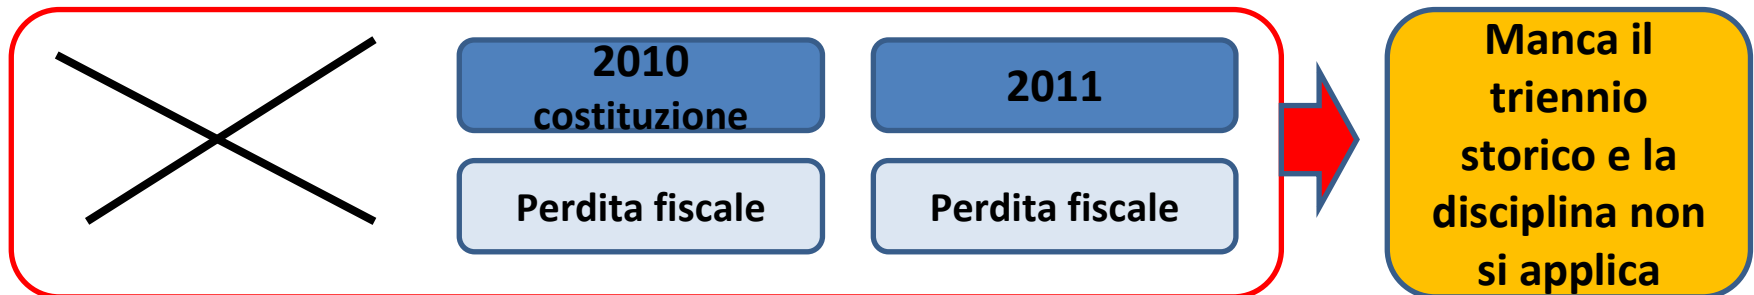 2010
costituzione
2011
Perdita fiscale
Perdita fiscale
Manca il
triennio
storico e la
disciplina non
si applica